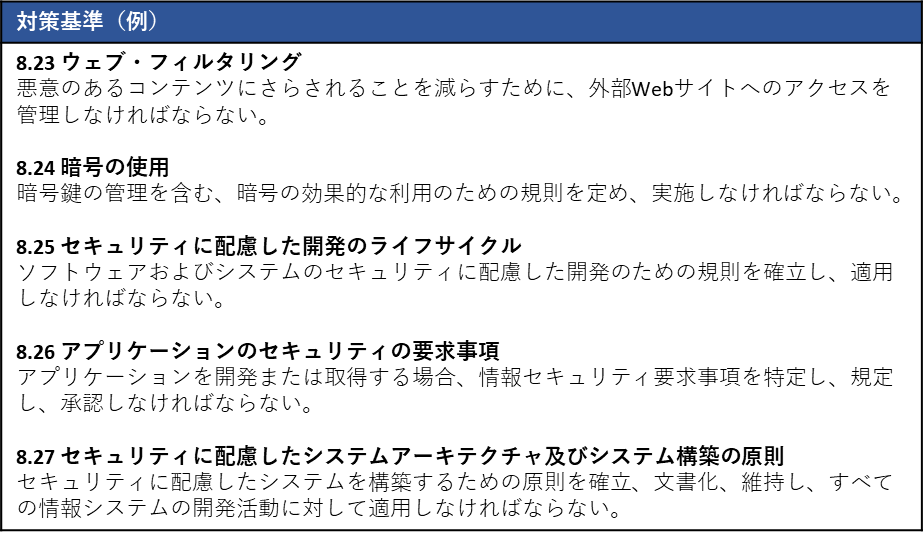 対策基準（例）
8.23 ウェブ・フィルタリング
悪意のあるコンテンツにさらされることを減らすために、外部Webサイトへのアクセスを
管理しなければならない。
8.24 暗号の使用
暗号鍵の管理を含む、暗号の効果的な利用のための規則を定め、実施しなければならない。
8.25 セキュリティに配慮した開発のライフサイクル
ソフトウェアおよびシステムのセキュリティに配慮した開発のための規則を確立し、適用
しなければならない。
8.26 アプリケーションのセキュリティの要求事項
アプリケーションを開発または取得する場合、情報セキュリティ要求事項を特定し、規定
し、承認しなければならない。
8.27 セキュリティに配慮したシステムアーキテクチャ及びシステム構築の原則
セキュリティに配慮したシステムを構築するための原則を確立、文書化、維持し、すべて
の情報システムの開発活動に対して適用しなければならない。